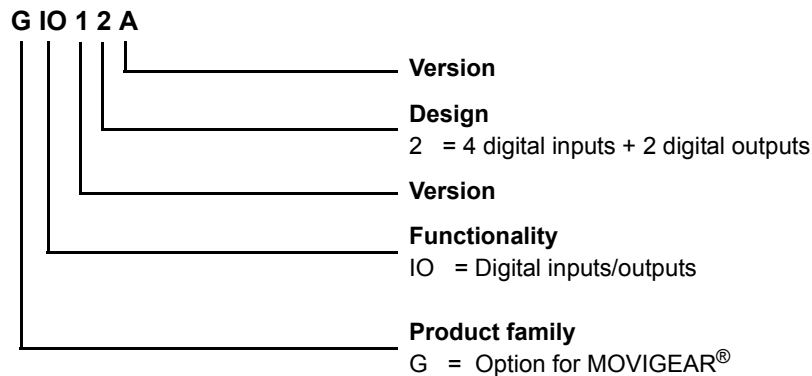 G IO 1 2 A
Version
Design
2 = 4 digital inputs + 2 digital outputs
Version
Functionality
IO = Digital inputs/outputs
Product family
G = Option for MOVIGEAR®